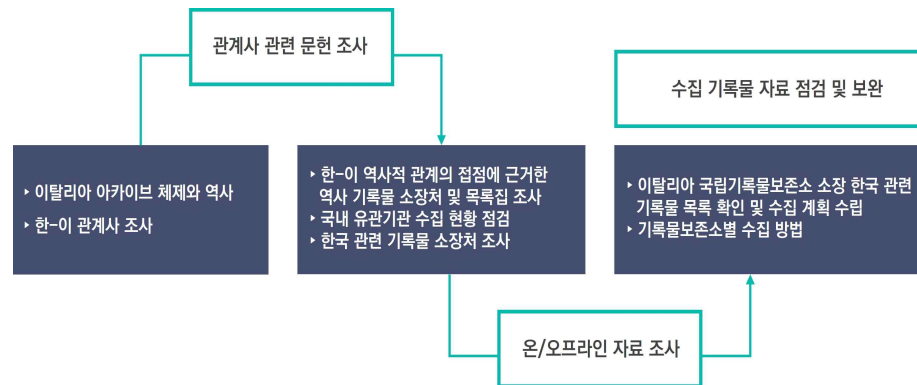 관계사 관련 문헌 조사
수집 기록물 자료 점검 및 보완
▸ 이탈리아 아카이브 체제와 역사
▸ 한-이 관계사 조사
▸ 한-이 역사적 관계의 접점에 근거한
역사 기록물 소장처 및 목록집 조사
▸ 국내 유관기관 수집 현황 점검
▸ 한국 관련 기록물 소장처 조사
▸ 이탈리아 국립기록물보존소 소장 한국 관련
기록물 목록 확인 및 수집 계획 수립
▸ 기록물보존소별 수집 방법
온/오프라인 자료 조사